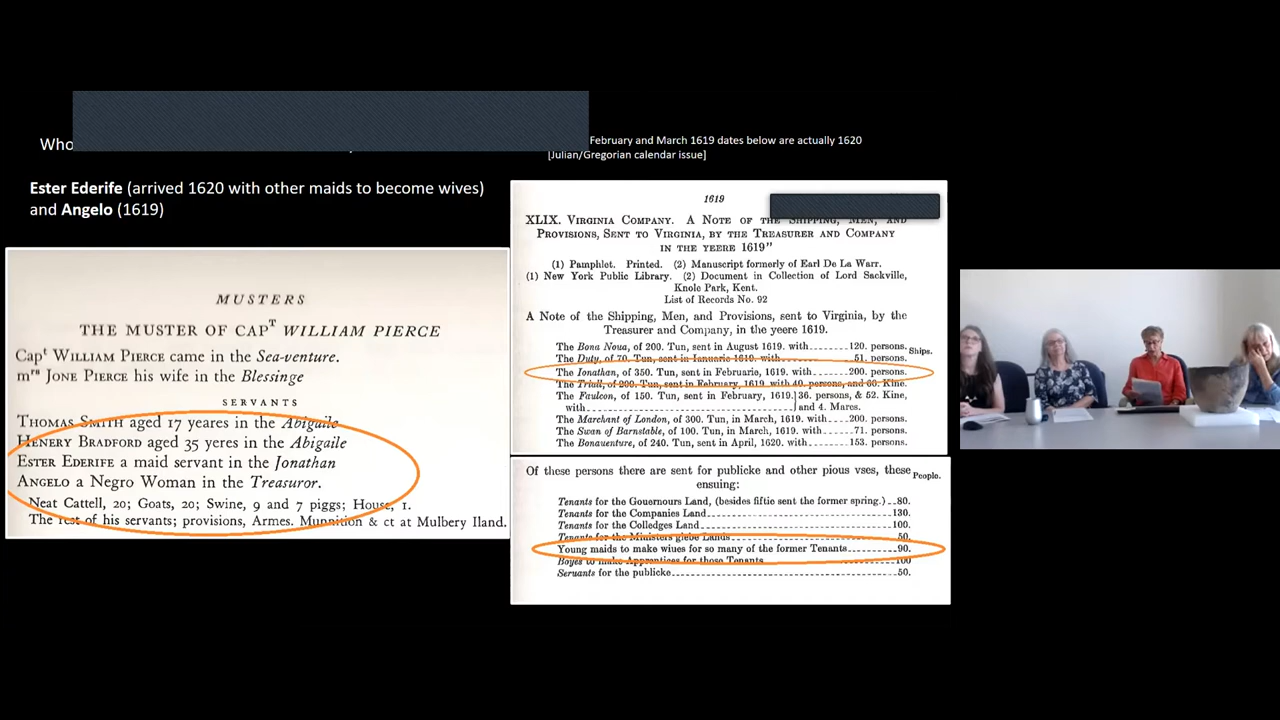 Who
February and March 1619 dates below are actually 1620
[Julian/Gregorian calendar issue]
Ester Ederife (arrived 1620 with other maids to become wives)
and Angelo (1619)
MUSTERS
THE MUSTER OF CAPT WILLIAM PIERCE
Capt WILLIAM PIERCE came in the Sea-venture.
mrs JONE PIERCE his wife in the Blessinge
SERVANTS
THOMAS SMITH aged 17 yeares in the Abigaile
HENERY BRADFORD aged 35 yeres in the Abigaile
ESTER EDERIFE a maid servant in the Jonathan
ANGELO a Negro Woman in the Treasuror.
Neat Cattell, 20; Goats, 20; Swine, 9 and 7 piggs; House, 1.
The rest of his servants; provisions, Armes. Munnition & ct at Mulbery Iland.
1619
XLIX. VIRGINIA COMPANY. A NOTE OF THE SHIPPING, MEN, AND
PROVISIONS, SENT TO VIRGINIA, BY THE TREASURER AND COMPANY
IN THE YEERE 1619"
(1) Pamphlet. Printed. (2) Manuscript formerly of Earl De La Warr.
(1) New York Public Library. (2) Document in Collection of Lord Sackville,
Knole Park, Kent.
List of Records No. 92
A Note of the Shipping, Men, and Provisions, sent to Virginia, by the
Treasurer and Company, in the yeere 1619.
The Bona Noua, of 200. Tun, sent in August 1619. with 120. persons.
Ships.
The Duty, of 70. Tun, sent in Ianuarie 1619. with 51. persons.
The Ionathan, of 350. Tun, sent in Februarie, 1619. with 200. persons.
The Triall, of 200. Tun, sent in February, 1619. with 40. persons, and 60. Kine.
The Faulcon, of 150. Tun, sent in February, 1619. 36. persons, & 52. Kine,
with and 4. Mares.
The Marchant of London, of 300. Tun, in March, 1619. with 200. persons.
The Swan of Barnstable, of 100. Tun, in March, 1619. with 71. persons.
The Bonauenture, of 240. Tun, sent in April, 1620. with 153. persons.
Of these persons there are sent for publicke and other pious vses, these
People.
ensuing:
Tenants for the Gouernours Land, (besides fiftie sent the former spring.) 80.
Tenants for the Companies Land 130.
Tenants for the Colledges Land 100.
Tenants for the Ministers glebe Lands 50.
Young maids to make wiues for so many of the former Tenants 90.
Boyes to make Apprentices for those Tenants 100
Seruants for the publicke 50.